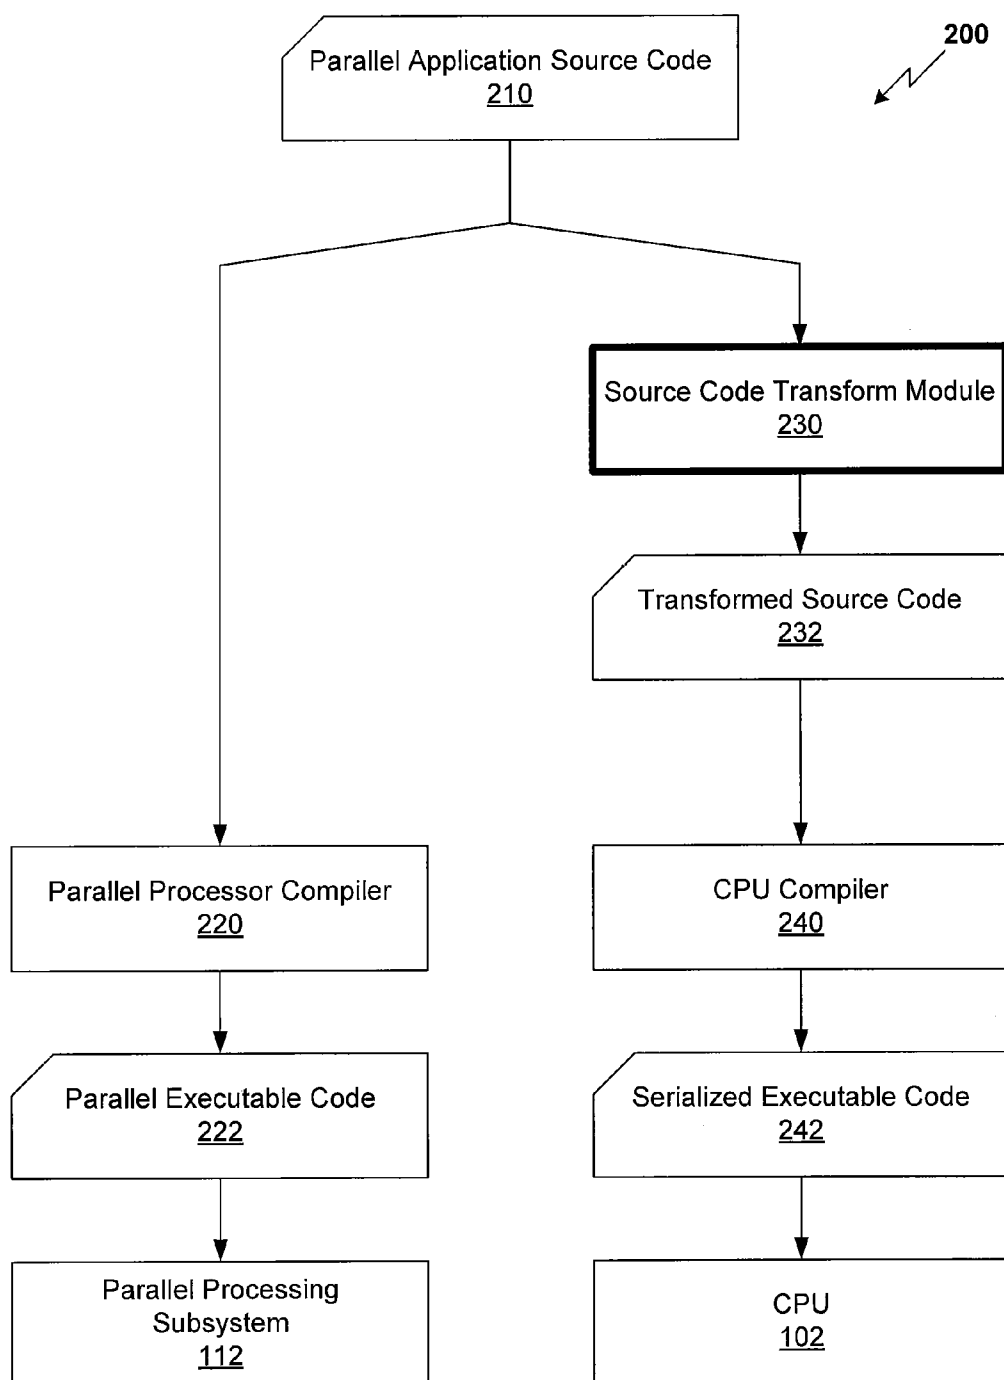 200
Parallel Application Source Code
210
Source Code Transform Module
230
Transformed Source Code
232
Parallel Processor Compiler
220
CPU Compiler
240
Parallel Executable Code
222
Serialized Executable Code
242
Parallel Processing
Subsystem
112
CPU
102